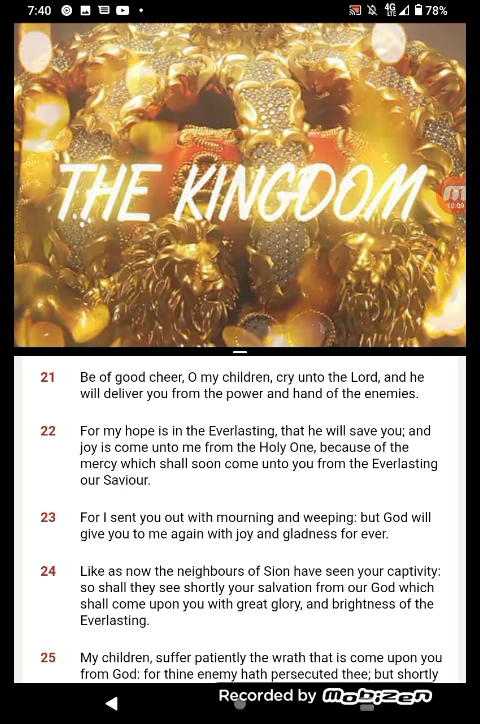 7:40
4G
LTE
78%
THE KINGDOM
10:09
21 Be of good cheer, O my children, cry unto the Lord, and he
will deliver you from the power and hand of the enemies.
22 For my hope is in the Everlasting, that he will save you; and
joy is come unto me from the Holy One, because of the
mercy which shall soon come unto you from the Everlasting
our Saviour.
23 For I sent you out with mourning and weeping: but God will
give you to me again with joy and gladness for ever.
24 Like as now the neighbours of Sion have seen your captivity:
so shall they see shortly your salvation from our God which
shall come upon you with great glory, and brightness of the
Everlasting.
25 My children, suffer patiently the wrath that is come upon you
from God: for thine enemy hath persecuted thee; but shortly
Recorded by Mobizen